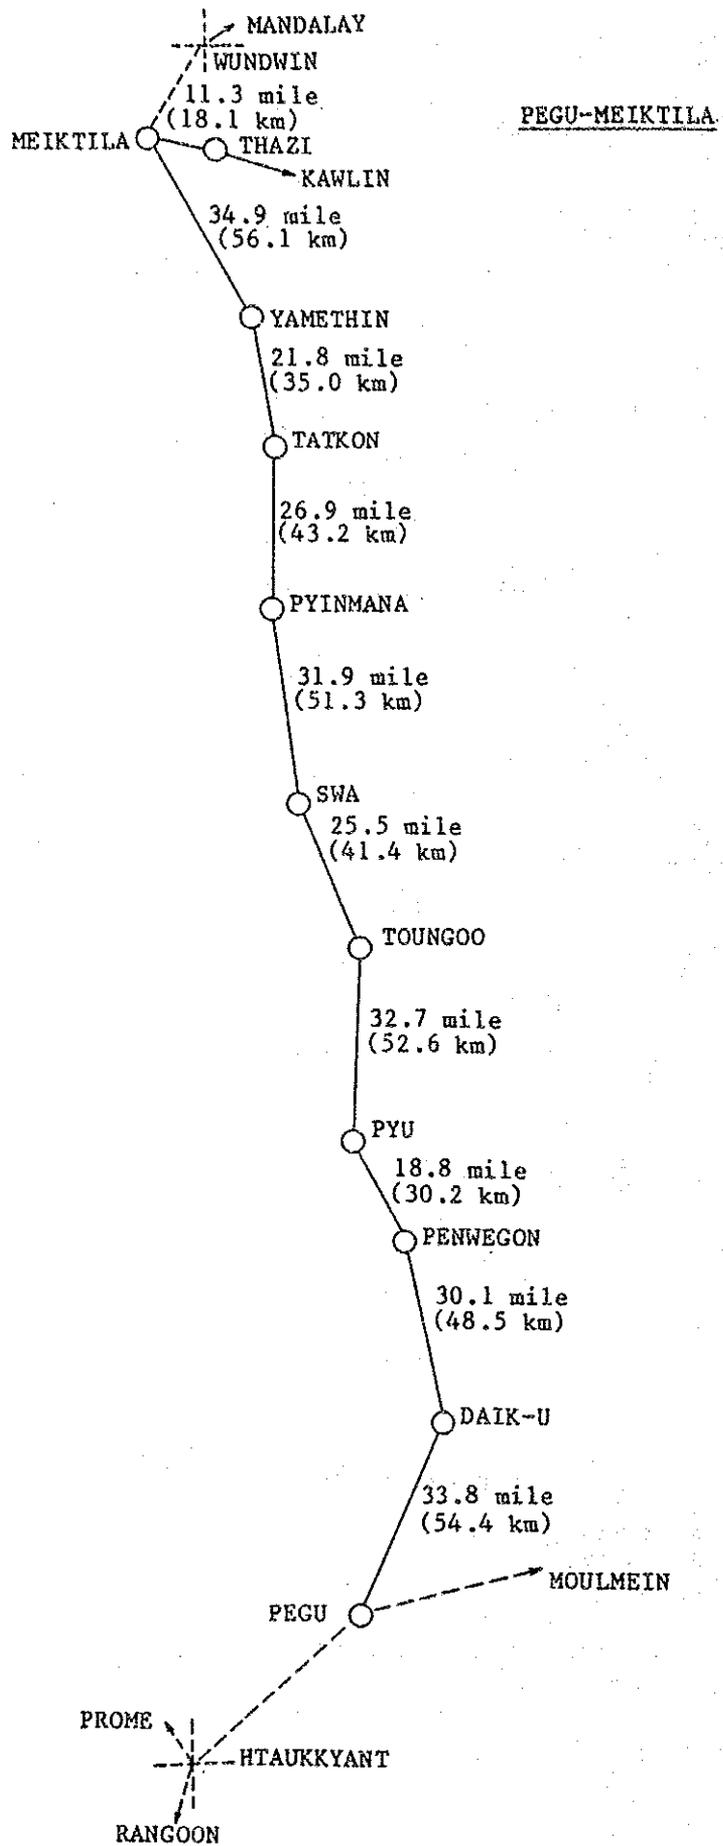 MANDALAY
WUNDWIN
11.3 mile
(18.1 km)
PEGU-MEIKTILA
MEIKTILA
THAZI
KAWLIN
34.9 mile
(56.1 km)
YAMETHIN
21.8 mile
(35.0 km)
TATKON
26.9 mile
(43.2 km)
PYINMANA
31.9 mile
(51.3 km)
SWA
25.5 mile
(41.4 km)
TOUNGOO
32.7 mile
(52.6 km)
PYU
18.8 mile
(30.2 km)
PENWEGON
30.1 mile
(48.5 km)
DAIK-U
33.8 mile
(54.4 km)
MOULMEIN
PEGU
PROME
HTAUKKYANT
RANGOON